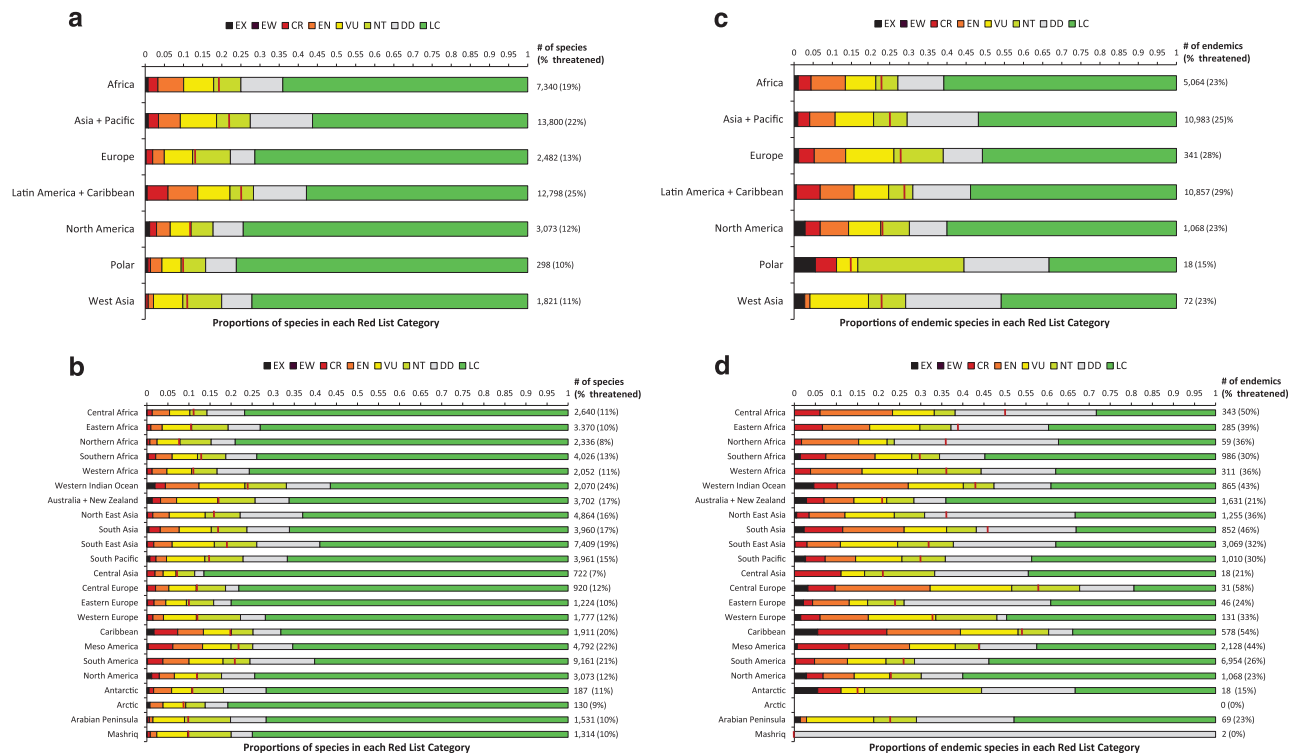 a
EX EW CR EN VU NT DD LC
0 0.05 0.1 0.15 0.2 0.25 0.3 0.35 0.4 0.45 0.5 0.55 0.6 0.65 0.7 0.75 0.8 0.85 0.9 0.95 1
# of species
(% threatened)
Africa 7,340 (19%)
Asia + Pacific 13,800 (22%)
Europe 2,482 (13%)
Latin America + Caribbean 12,798 (25%)
North America 3,073 (12%)
Polar 298 (10%)
West Asia 1,821 (11%)
Proportions of species in each Red List Category
b
EX EW CR EN VU NT DD LC
0 0.05 0.1 0.15 0.2 0.25 0.3 0.35 0.4 0.45 0.5 0.55 0.6 0.65 0.7 0.75 0.8 0.85 0.9 0.95 1
# of species
(% threatened)
Central Africa 2,640 (11%)
Eastern Africa 3.370 (10%)
Northern Africa 2,336 (8%)
Southern Africa 4,026 (13%)
Western Africa 2,052 (11%)
Western Indian Ocean 2,070 (24%)
Australia + New Zealand 3,702 (17%)
North East Asia 4,864 (16%)
South Asia 3,960 (17%)
South East Asia 7,409 (19%)
South Pacific 3,961 (15%)
Central Asia 722 (7%)
Central Europe 920 (12%)
Eastern Europe 1,224 (10%)
Western Europe 1,777 (12%)
Caribbean 1,911 (20%)
Meso America 4,792 (22%)
South America 9,161 (21%)
North America 3,073 (12%)
Antarctic 187 (11%)
Arctic 130 (9%)
Arabian Peninsula 1,531 (10%)
Mashriq 1,314 (10%)
Proportions of species in each Red List Category
c
EX EW CR EN VU NT DD LC
0 0.05 0.1 0.15 0.2 0.25 0.3 0.35 0.4 0.45 0.5 0.55 0.6 0.65 0.7 0.75 0.8 0.85 0.9 0.95 1
# of endemics
(% threatened)
Africa 5,064 (23%)
Asia + Pacific 10,983 (25)%
Europe 341 (28%)
Latin America + Caribbean 10,857 (29%)
North America 1,068 (23%)
Polar 18 (15%)
West Asia 72 (23%)
Proportions of endemic species in each Red List Category
d
EX EW CR EN VU NT DD LC
0 0.05 0.1 0.15 0.2 0.25 0.3 0.35 0.4 0.45 0.5 0.55 0.6 0.65 0.7 0.75 0.8 0.85 0.9 0.95 1
# of endemics
(% threatened)
Central Africa 343 (50%)
Eastern Africa 285 (39%)
Northern Africa 59 (36%)
Southern Africa 986 (30%)
Western Africa 311 (36%)
Western Indian Ocean 865 (43%)
Australia + New Zealand 1,631 (21%)
North East Asia 1,255 (36%)
South Asia 852 (46%)
South East Asia 3,069 (32%)
South Pacific 1,010 (30%)
Central Asia 18 (21%)
Central Europe 31 (58%)
Eastern Europe 46 (24%)
Western Europe 131 (33%)
Caribbean 578 (54%)
Meso America 2,128 (44%)
South America 6,954 (26%)
North America 1,068 (23%)
Antarctic 18 (15%)
Arctic 0 (0%)
Arabian Peninsula 69 (23%)
Mashriq 2 (0%)
Proportions of endemic species in each Red List Category